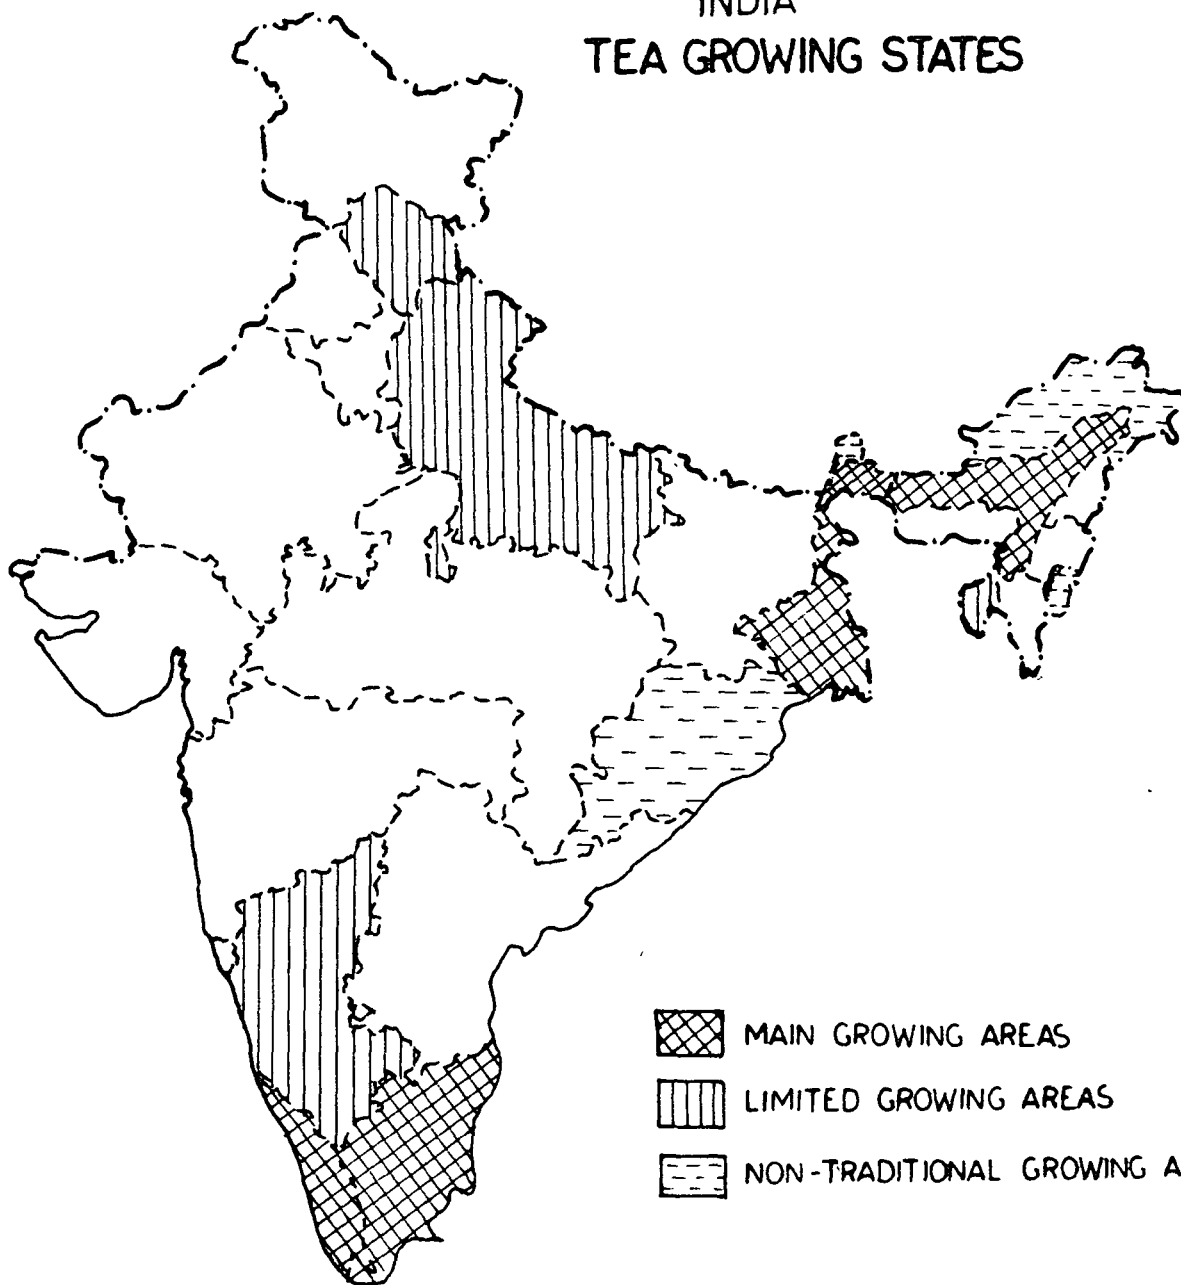 INDIA
TEA GROWING STATES
MAIN GROWING AREAS
LIMITED GROWING AREAS
NON-TRADITIONAL GROWING A